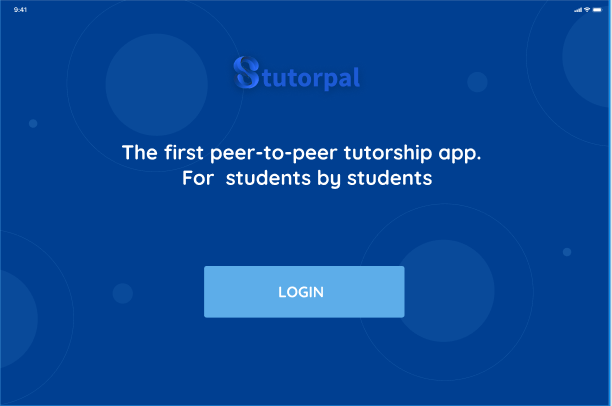 9:41
Stutorpal
The first peer-to-peer tutorship app.
For  students by students
LOGIN